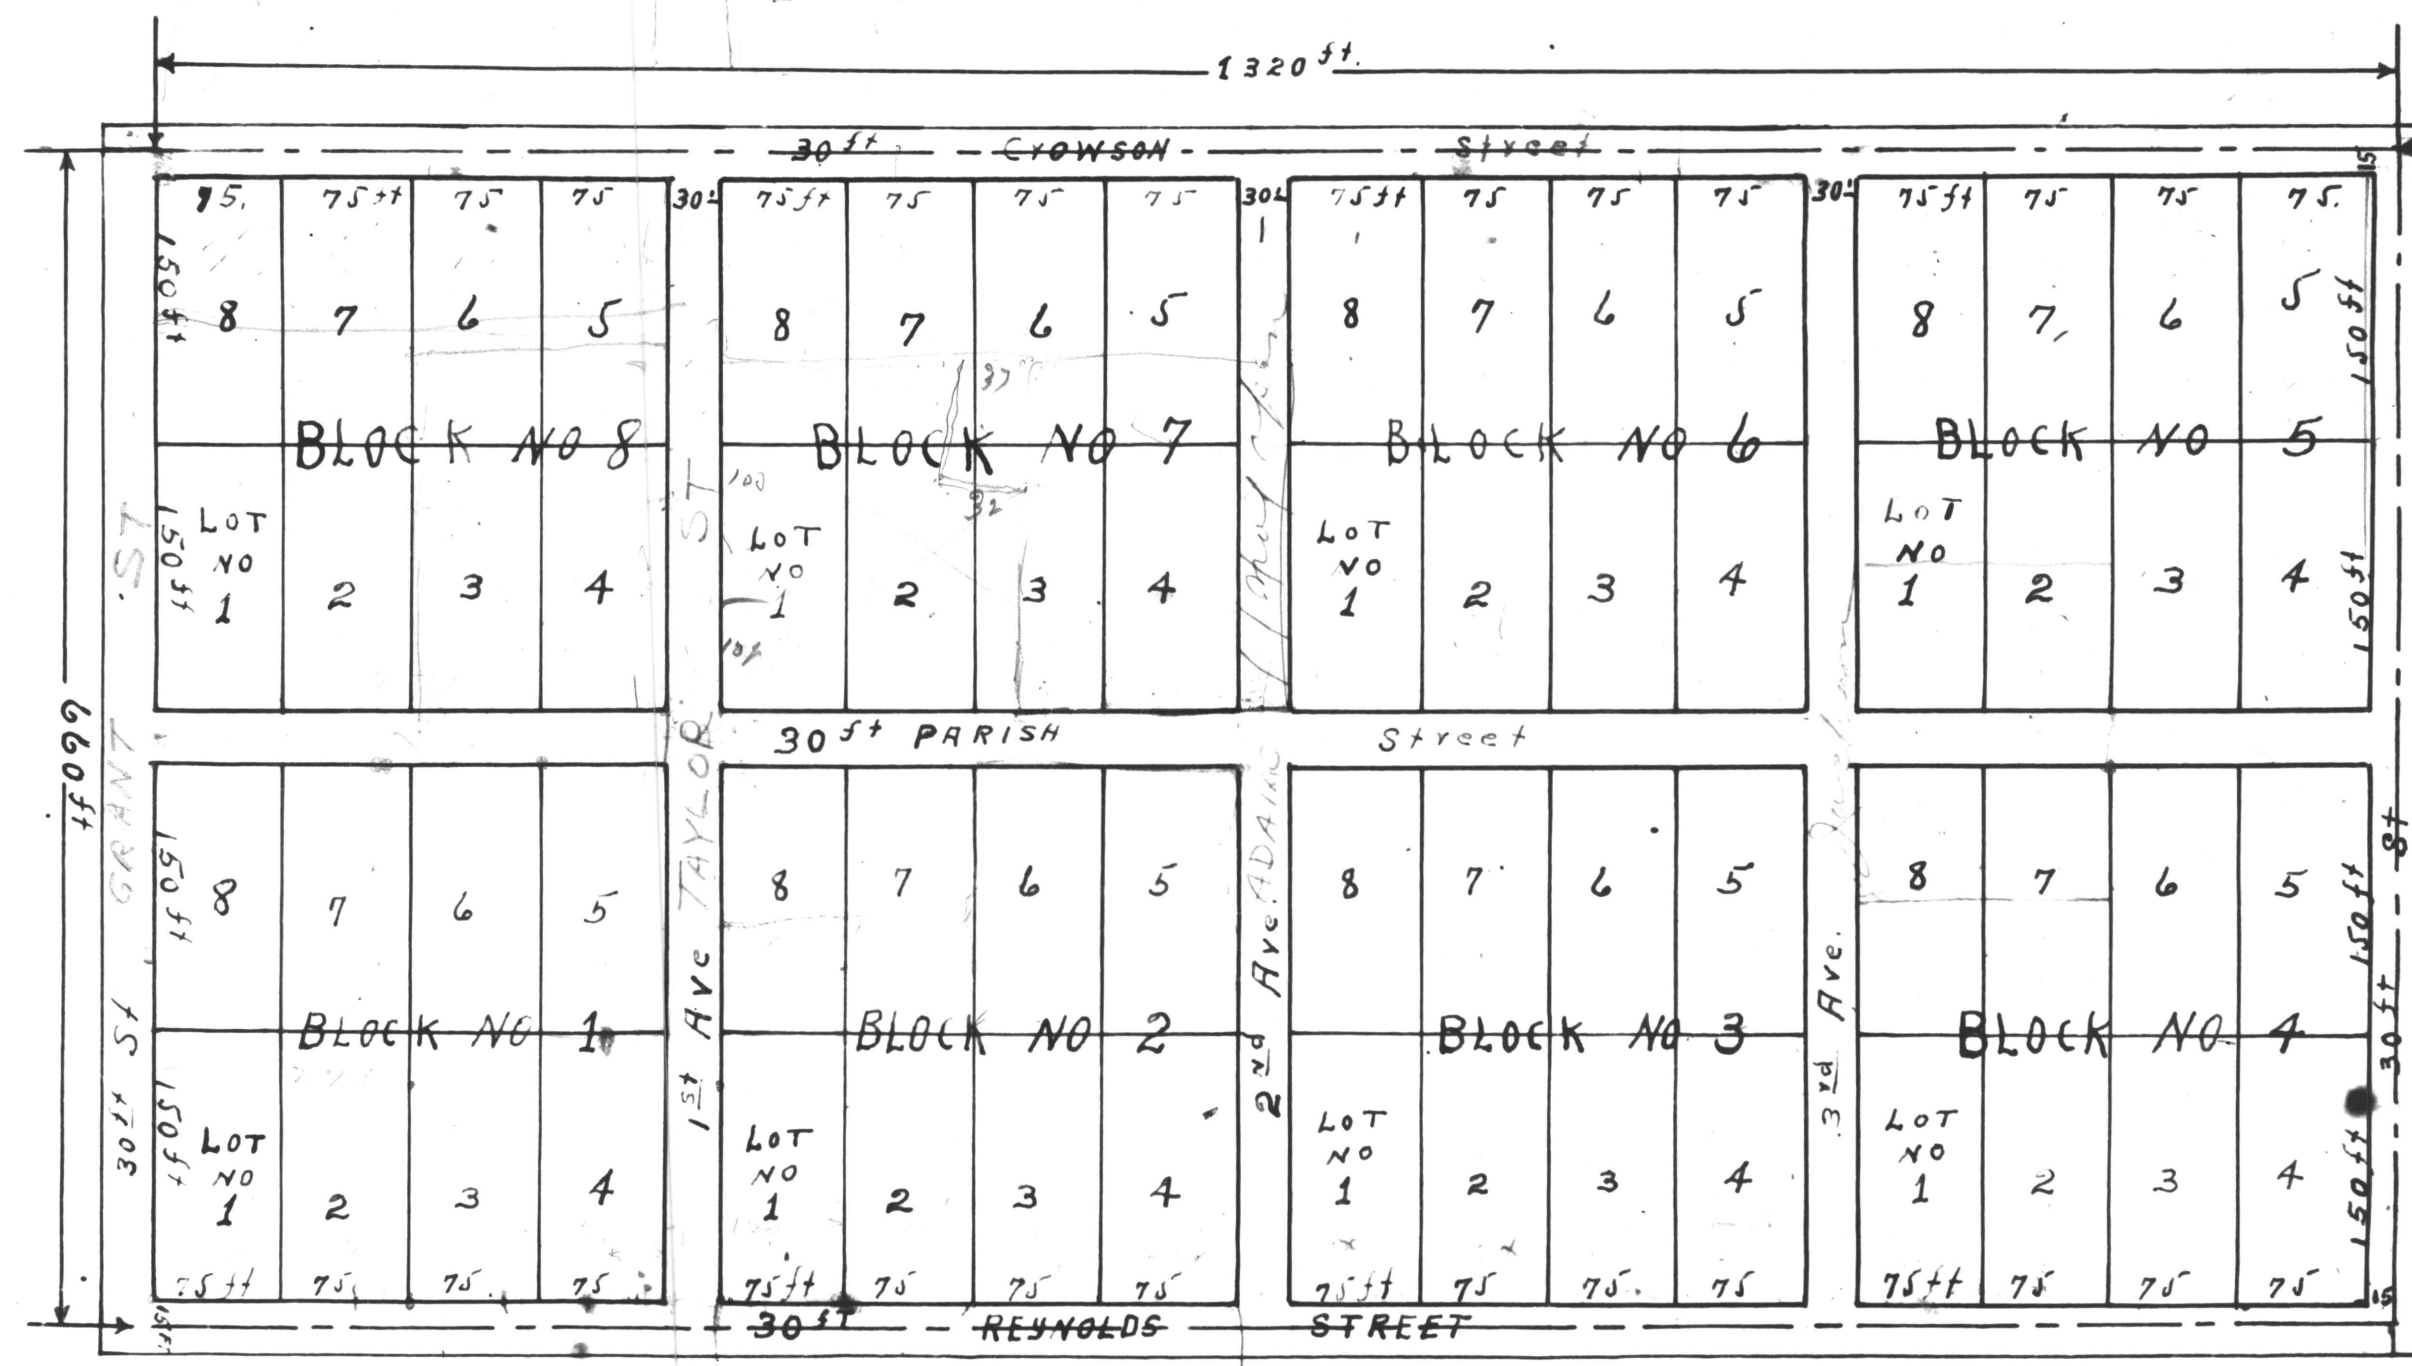 1320 ft.
30 ft CROWSON Street
15
75. 75 ft 75 75 30' 75 ft 75 75 75 30' 75 ft 75 75 75 30' 75 ft 75 75 75.
150 ft 8 7 6 5 8 7 6 5 8 7 6 5 8 7 6 5 150 ft
37
BLOCK NO 8 BLOCK NO 7 BLOCK NO 6 BLOCK NO 5
100
32
150 ft LOT NO 1 2 3 4 LOT NO 1 2 3 4 LOT NO 1 2 3 4 LOT NO 1 2 3 4 150 ft
660 ft
30 ft PARISH Street
30 ft St GRANT ST
1st Ave TAYLOR ST
2nd Ave. ADAIR
3rd Ave.
30 ft St
150 ft 8 7 6 5 8 7 6 5 8 7 6 5 8 7 6 5 150 ft
BLOCK NO 1 BLOCK NO 2 BLOCK NO 3 BLOCK NO 4
150 ft LOT NO 1 2 3 4 LOT NO 1 2 3 4 LOT NO 1 2 3 4 LOT NO 1 2 3 4 150 ft
75 ft 75 75 75 75 ft 75 75 75 75 ft 75 75 75 75 ft 75 75 75
15 ft 15
30 ft REYNOLDS STREET